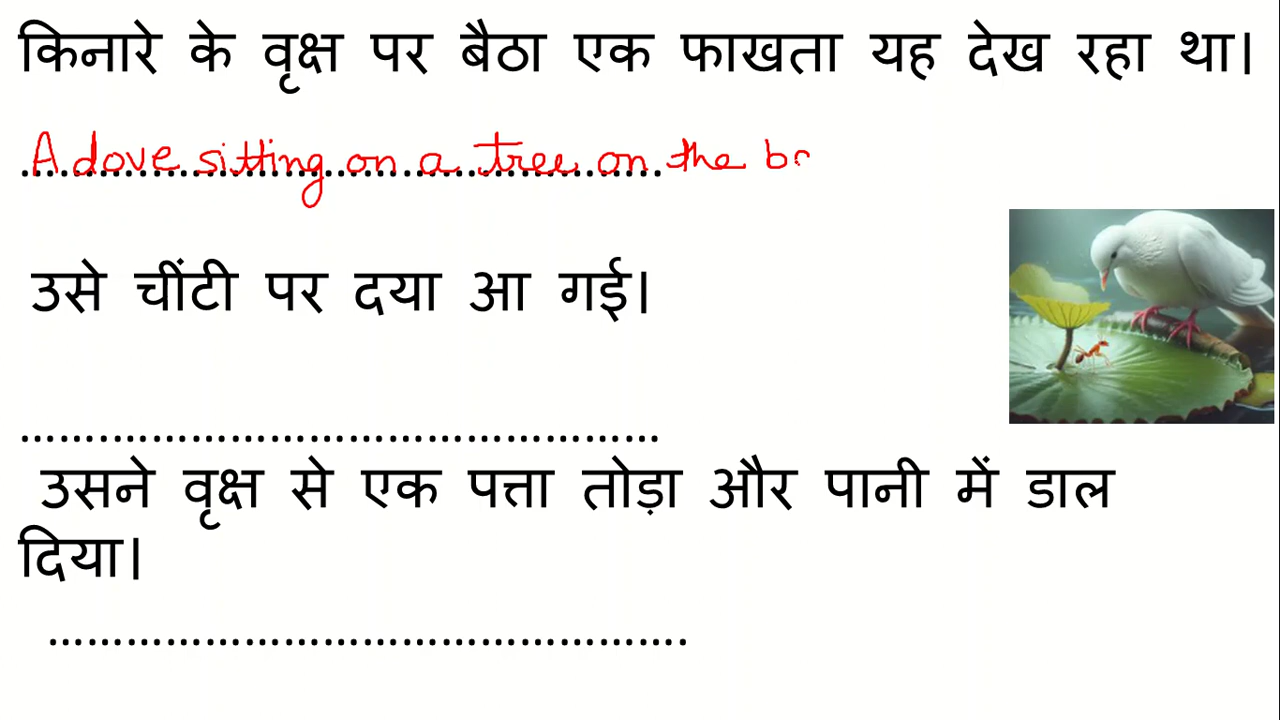 किनारे के वृक्ष पर बैठा एक फाखता यह देख रहा था।
A dove sitting on a tree on the
उसे चींटी पर दया आ गई।
................................................
उसने वृक्ष से एक पत्ता तोड़ा और पानी में डाल
दिया।
................................................